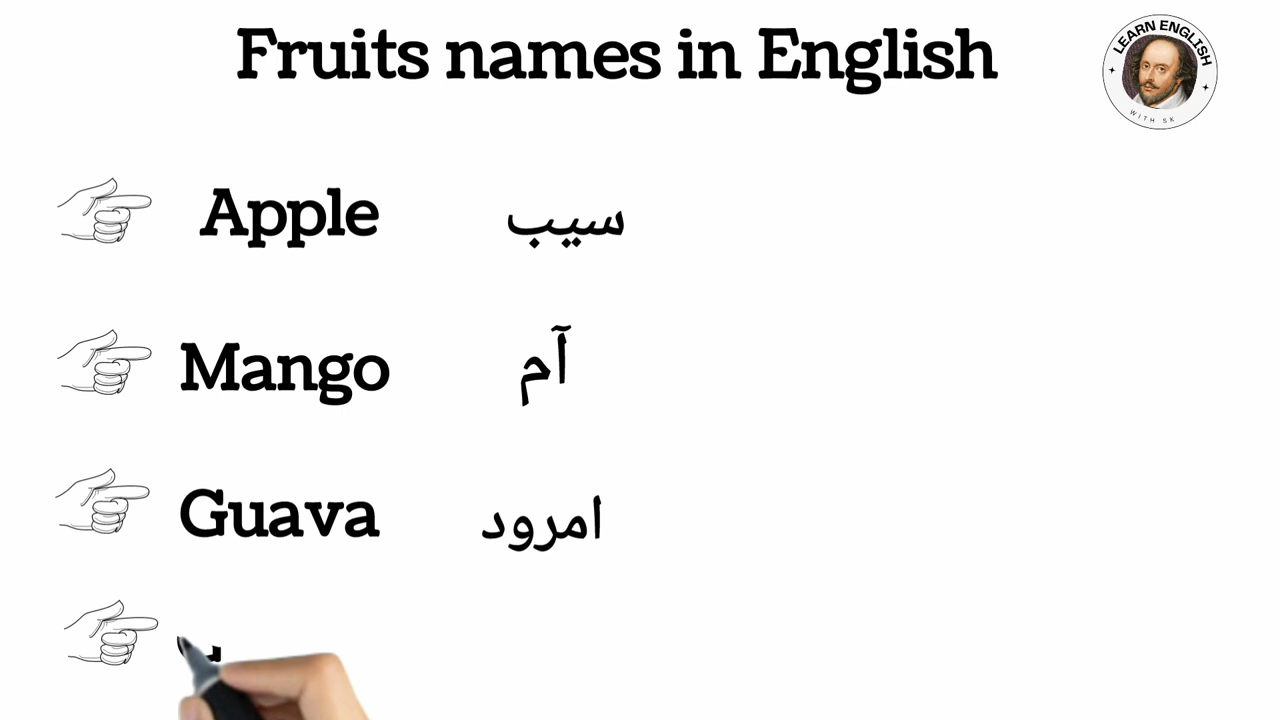 Fruits names in English
LEARN ENGLISH
WITH SK
Apple سیب
Mango آم
Guava امرود